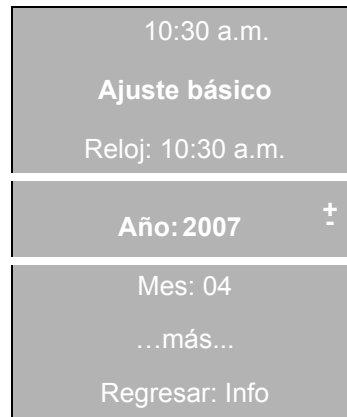 10:30 a.m.
Ajuste básico
Reloj: 10:30 a.m.
Año: 2007 +
-
Mes: 04
…más...
Regresar: Info